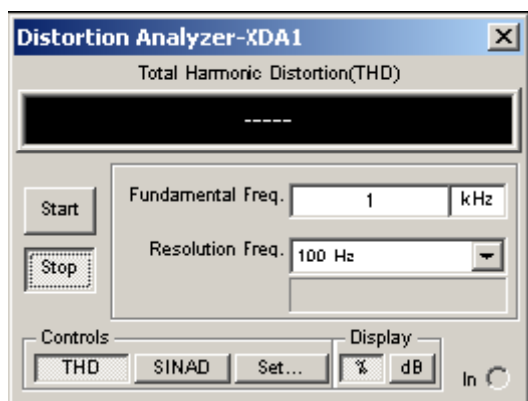 Distortion Analyzer-XDA1
Total Harmonic Distortion(THD)
-----
Start
Stop
Fundamental Freq. 1 kHz
Resolution Freq. 100 Hz
Controls
THD SINAD Set...
Display
% dB
In